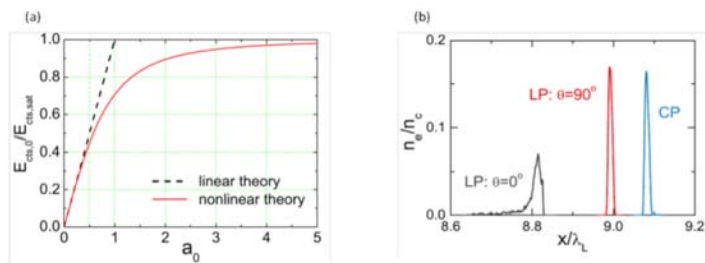 (a)
E_cts,0/E_cts,sat
1.0
0.8
0.6
0.4
0.2
0.0
linear theory
nonlinear theory
0 1 2 3 4 5
a_0
(b)
n_e/n_c
0.2
0.1
0.0
LP: θ=90°
CP
LP: θ=0°
8.6 8.8 9.0 9.2
x/λ_L